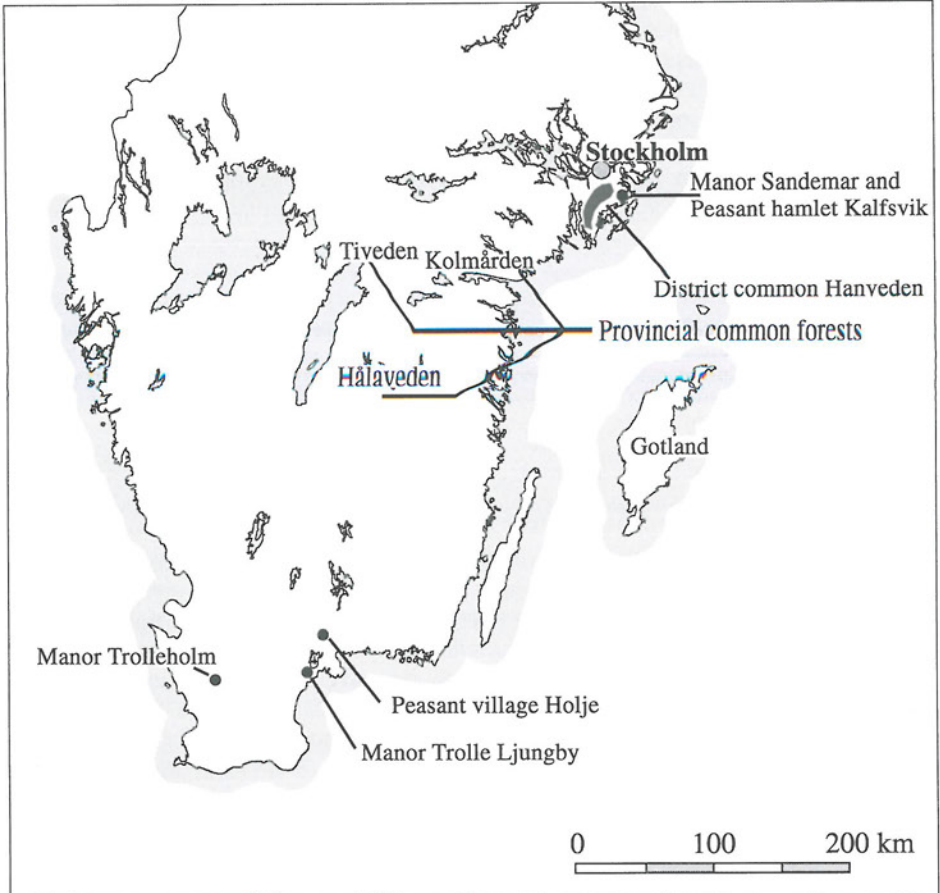 Stockholm
Manor Sandemar and
Peasant hamlet Kalfsvik
Tiveden
Kolmården
District common Hanveden
Provincial common forests
Hålaveden
Gotland
Manor Trolleholm
Peasant village Holje
Manor Trolle Ljungby
0 100 200 km